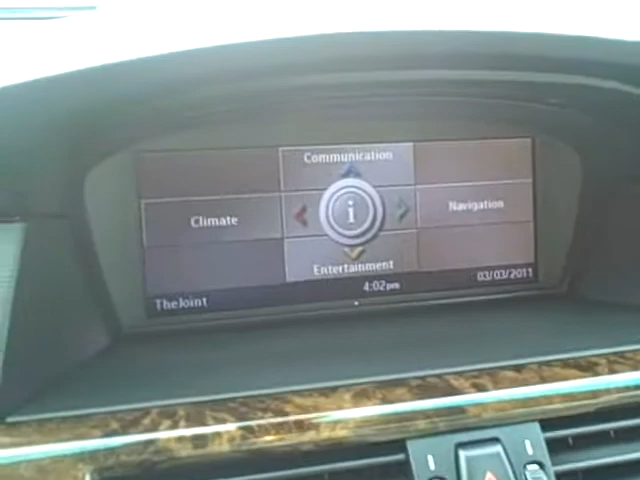 Communication
Climate
i
Navigation
Entertainment
4:02pm
03/03/2011
TheJoint